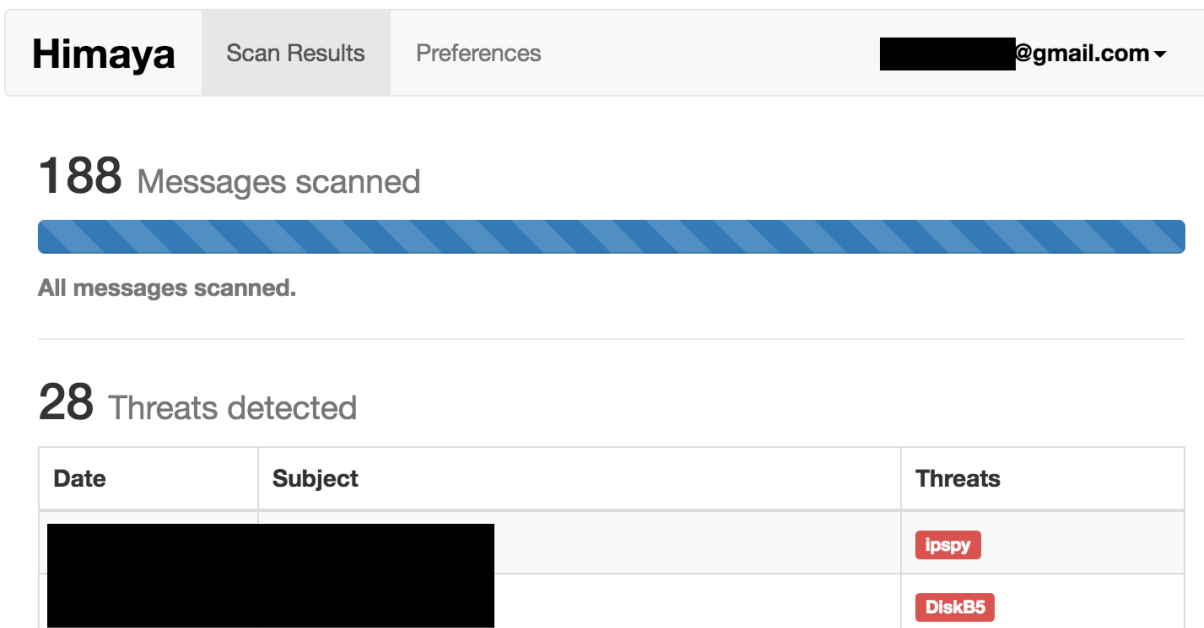 Himaya Scan Results Preferences @gmail.com
188 Messages scanned
All messages scanned.
28 Threats detected
Date Subject Threats
ipspy
DiskB5